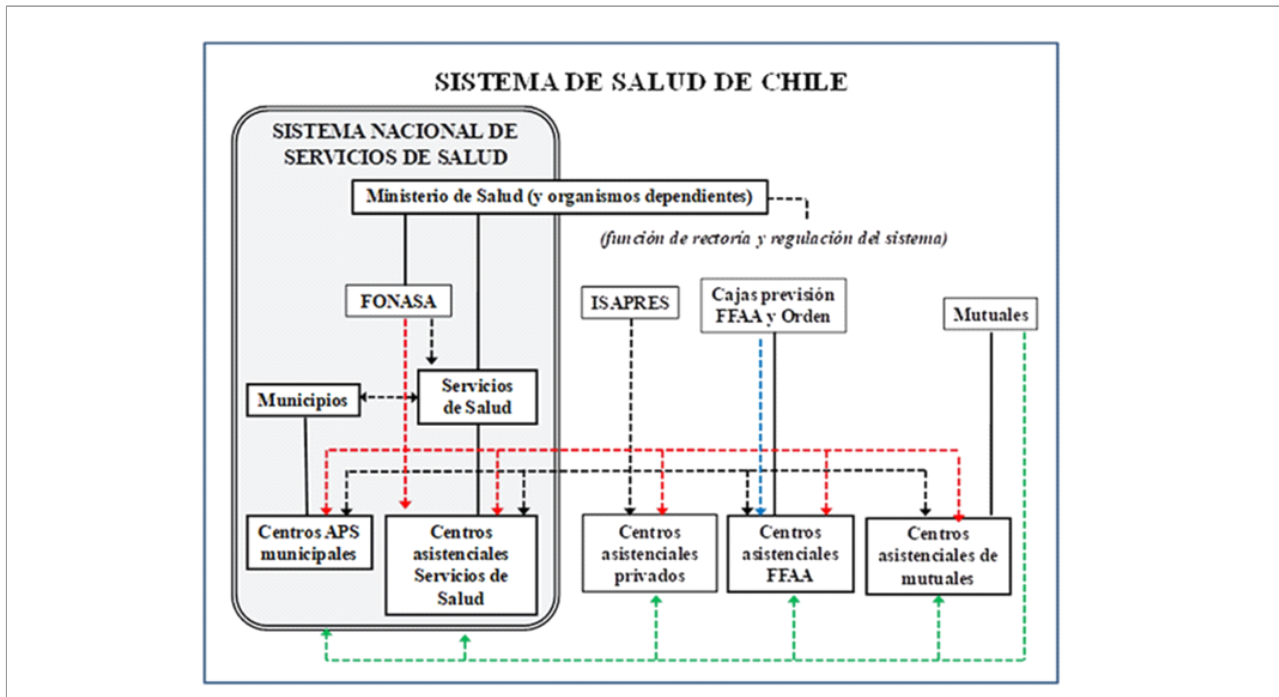 SISTEMA DE SALUD DE CHILE
SISTEMA NACIONAL DE
SERVICIOS DE SALUD
Ministerio de Salud (y organismos dependientes)
(función de rectoría y regulación del sistema)
FONASA
ISAPRES
Cajas previsión
FFAA y Orden
Mutuales
Municipios
Servicios
de Salud
Centros APS
municipales
Centros
asistenciales
Servicios de
Salud
Centros
asistenciales
privados
Centros
asistenciales
FFAA
Centros
asistenciales de
mutuales